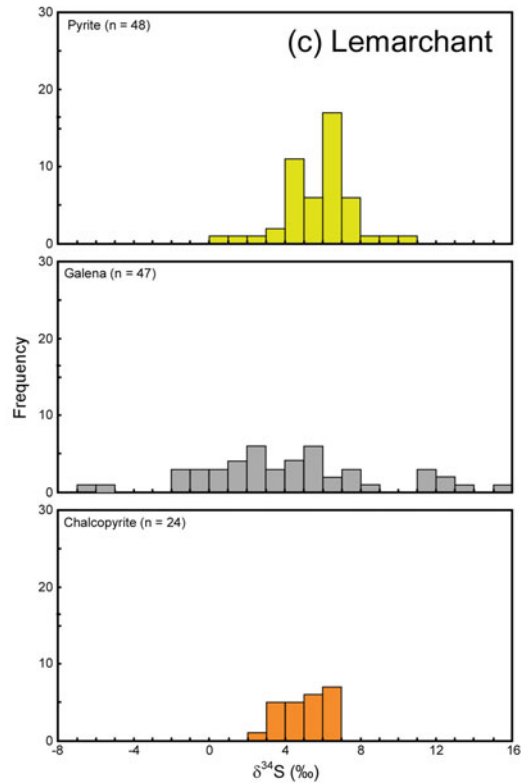 (c) Lemarchant
Pyrite (n = 48)
30
20
10
0
Galena (n = 47)
30
20
10
0
Frequency
Chalcopyrite (n = 24)
30
20
10
0
-8 -4 0 4 8 12 16
δ³⁴S (‰)